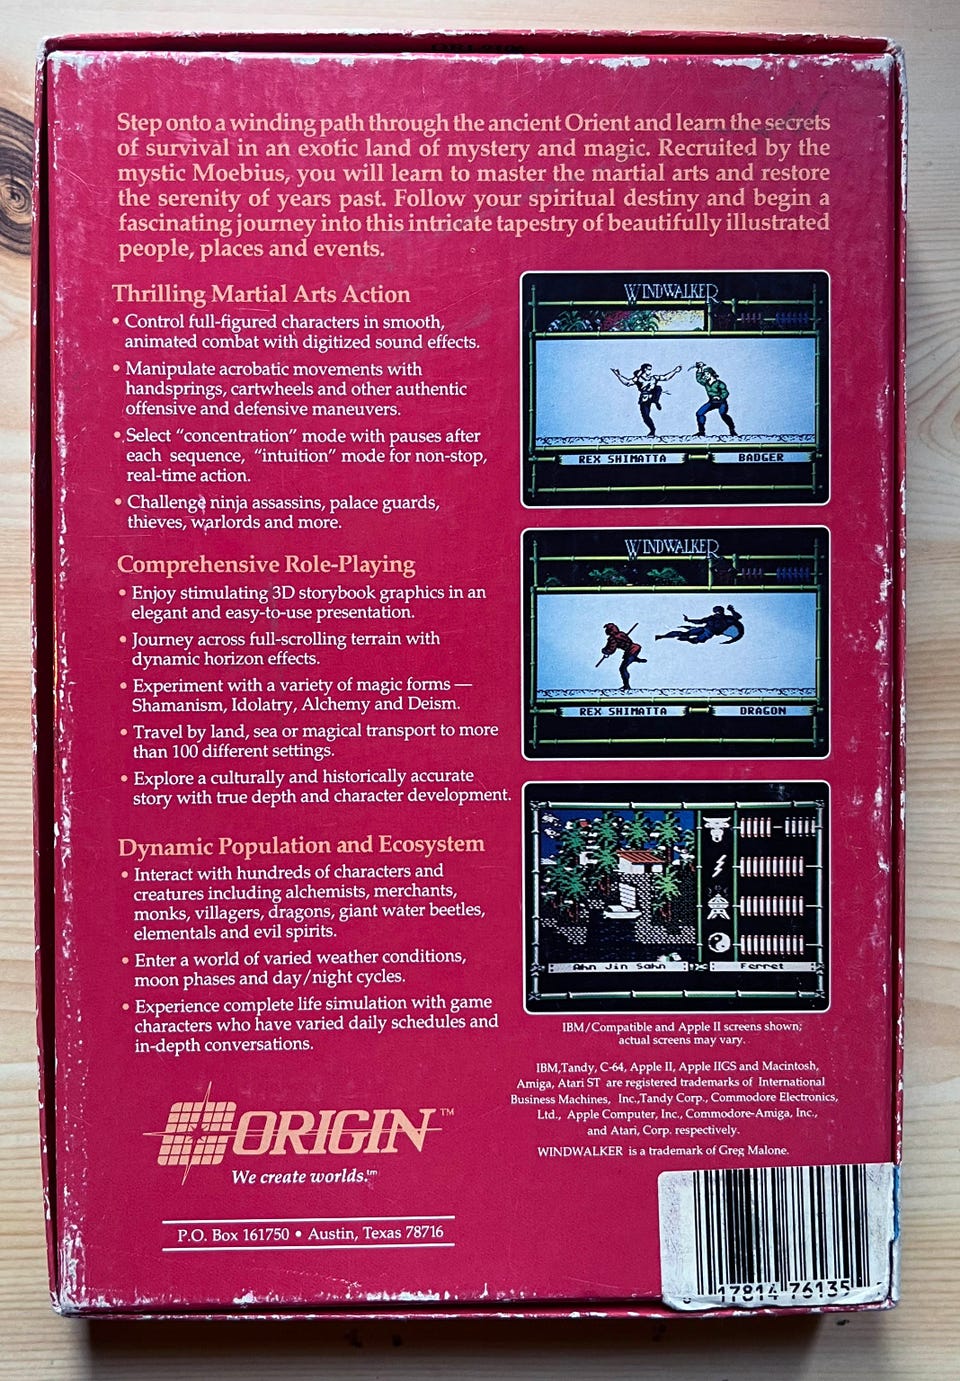 Step onto a winding path through the ancient Orient and learn the secrets
of survival in an exotic land of mystery and magic. Recruited by the
mystic Moebius, you will learn to master the martial arts and restore
the serenity of years past. Follow your spiritual destiny and begin a
fascinating journey into this intricate tapestry of beautifully illustrated
people, places and events.
Thrilling Martial Arts Action
• Control full-figured characters in smooth,
animated combat with digitized sound effects.
• Manipulate acrobatic movements with
handsprings, cartwheels and other authentic
offensive and defensive maneuvers.
• Select “concentration” mode with pauses after
each sequence, “intuition” mode for non-stop,
real-time action.
• Challenge ninja assassins, palace guards,
thieves, warlords and more.
Comprehensive Role-Playing
• Enjoy stimulating 3D storybook graphics in an
elegant and easy-to-use presentation.
• Journey across full-scrolling terrain with
dynamic horizon effects.
• Experiment with a variety of magic forms —
Shamanism, Idolatry, Alchemy and Deism.
• Travel by land, sea or magical transport to more
than 100 different settings.
• Explore a culturally and historically accurate
story with true depth and character development.
Dynamic Population and Ecosystem
• Interact with hundreds of characters and
creatures including alchemists, merchants,
monks, villagers, dragons, giant water beetles,
elementals and evil spirits.
• Enter a world of varied weather conditions,
moon phases and day/night cycles.
• Experience complete life simulation with game
characters who have varied daily schedules and
in-depth conversations.
WINDWALKER
REX SHIMATTA BADGER
WINDWALKER
REX SHIMATTA DRAGON
Ahn Jin Sahn Ferret
IBM/Compatible and Apple II screens shown;
actual screens may vary.
IBM,Tandy, C-64, Apple II, Apple IIGS and Macintosh,
Amiga, Atari ST are registered trademarks of International
Business Machines, Inc.,Tandy Corp., Commodore Electronics,
Ltd., Apple Computer, Inc., Commodore-Amiga, Inc.,
and Atari, Corp. respectively.
WINDWALKER is a trademark of Greg Malone.
ORIGIN™
We create worlds.™
P.O. Box 161750 • Austin, Texas 78716
17814 76135